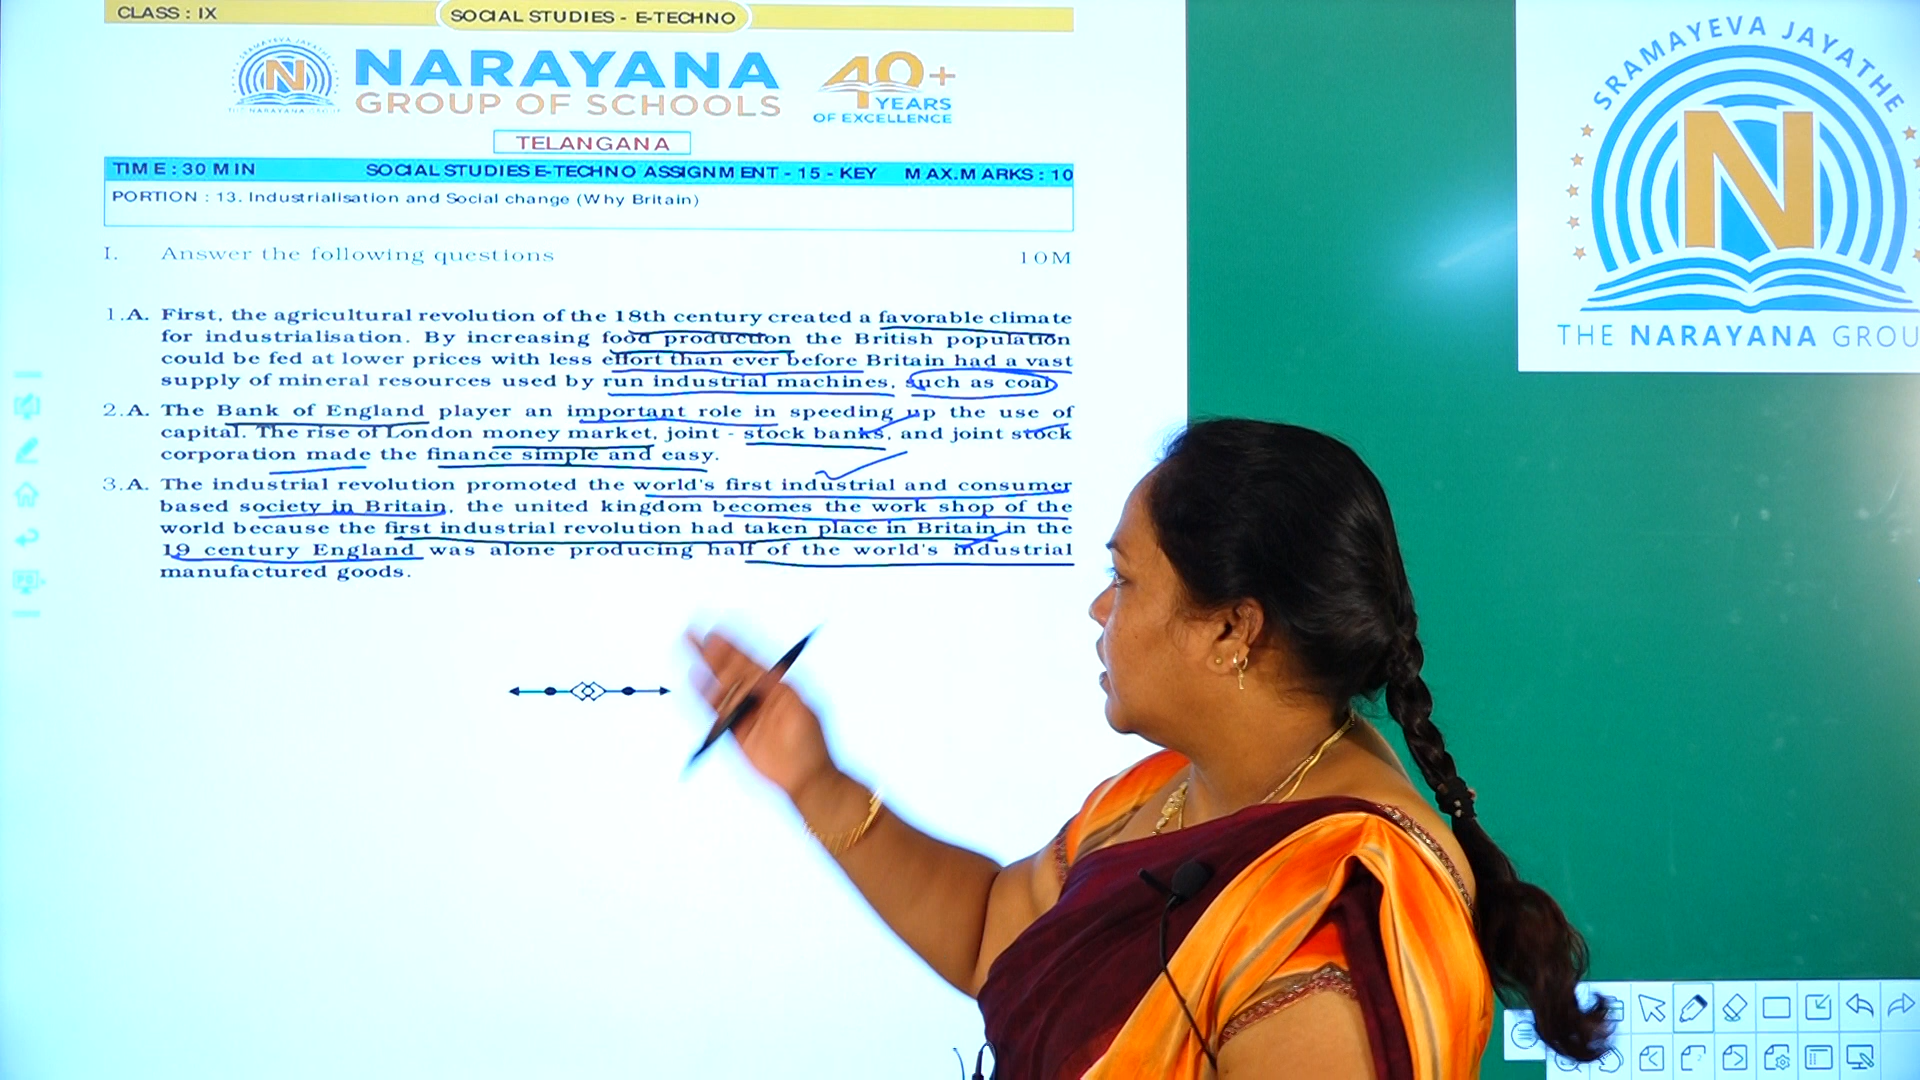 CLASS : IX
SOCIAL STUDIES - E-TECHNO
NARAYANA
GROUP OF SCHOOLS
40+
YEARS
OF EXCELLENCE
TELANGANA
TIME : 30 MIN SOCIAL STUDIES E-TECHNO ASSIGNMENT - 15 - KEY MAX.MARKS : 10
PORTION : 13. Industrialisation and Social change (Why Britain)
I. Answer the following questions 10M
1.A. First, the agricultural revolution of the 18th century created a favorable climate
for industrialisation. By increasing food production the British population
could be fed at lower prices with less effort than ever before Britain had a vast
supply of mineral resources used by run industrial machines, such as coal
2.A. The Bank of England player an important role in speeding up the use of
capital. The rise of London money market, joint - stock banks, and joint stock
corporation made the finance simple and easy.
3.A. The industrial revolution promoted the world's first industrial and consumer
based society in Britain, the united kingdom becomes the work shop of the
world because the first industrial revolution had taken place in Britain in the
19 century England was alone producing half of the world's industrial
manufactured goods.
SRAMAYEVA JAYATHE
N
THE NARAYANA GROU